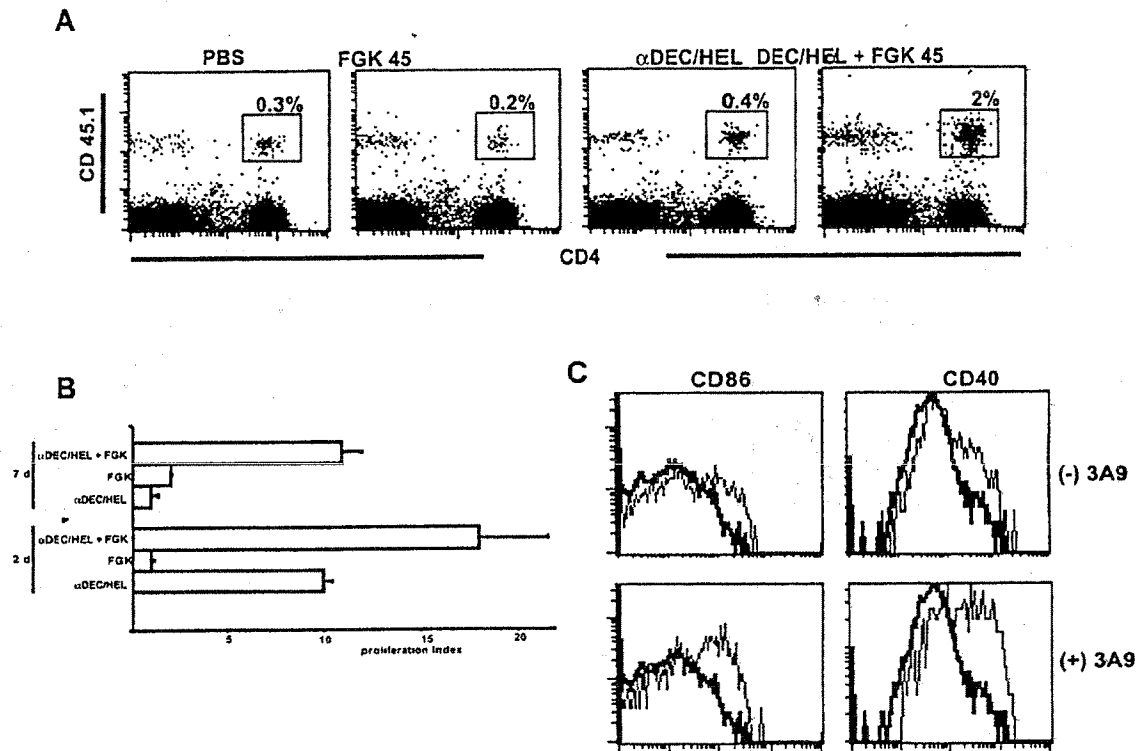 A
PBS FGK 45 αDEC/HEL DEC/HEL + FGK 45
0.3% 0.2% 0.4% 2%
CD 45.1
CD4
B
7 d
αDEC/HEL + FGK
FGK
αDEC/HEL
2 d
αDEC/HEL + FGK
FGK
αDEC/HEL
5 10 15 20
proliferation index
C
CD86 CD40
(-) 3A9
(+) 3A9